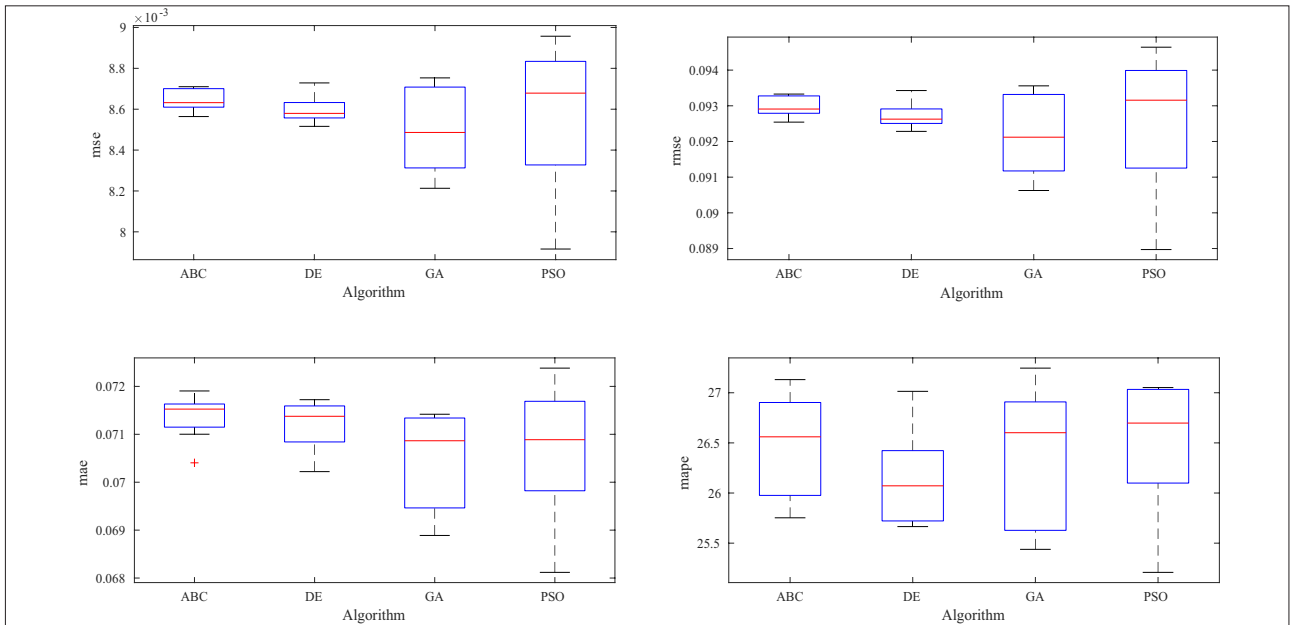 ×10⁻³
9
8.8
8.6
8.4
8.2
8
mse
ABC DE GA PSO
Algorithm
0.094
0.093
0.092
0.091
0.09
0.089
rmse
ABC DE GA PSO
Algorithm
0.072
0.071
0.07
0.069
0.068
mae
ABC DE GA PSO
Algorithm
27
26.5
26
25.5
mape
ABC DE GA PSO
Algorithm